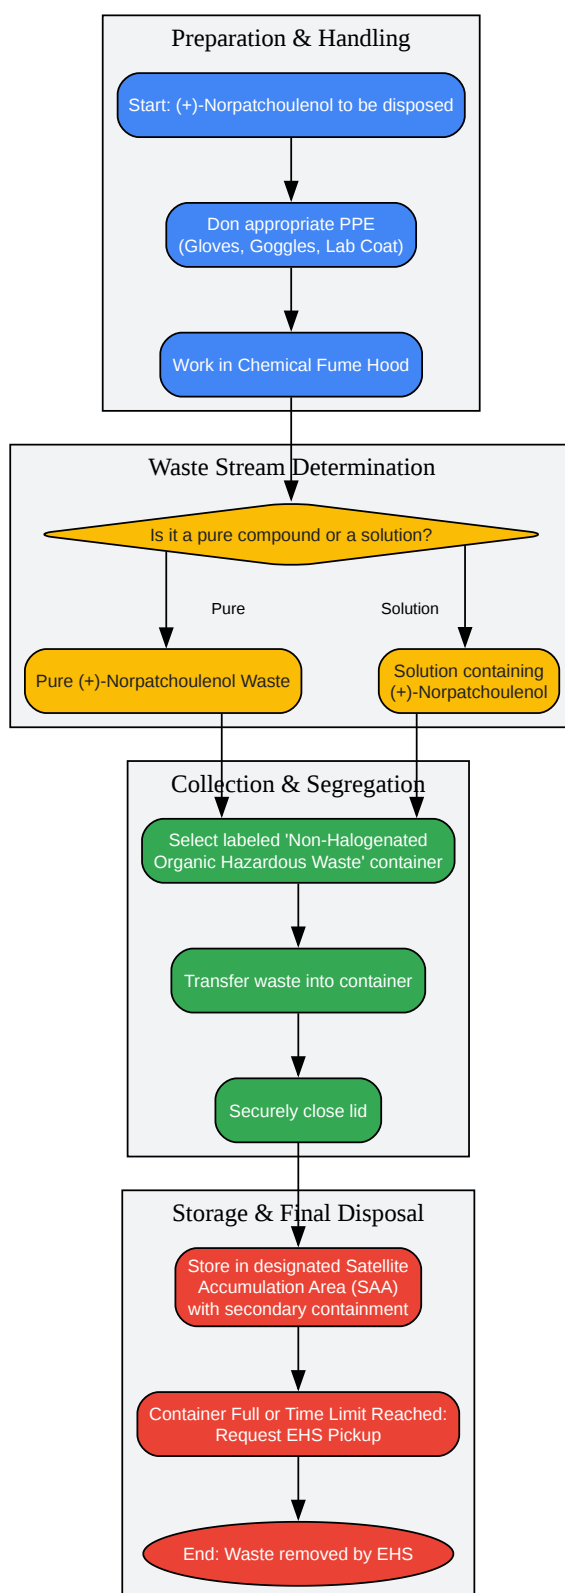 Preparation & Handling
Start: (+)-Norpatchoulenol to be disposed
Don appropriate PPE
(Gloves, Goggles, Lab Coat)
Work in Chemical Fume Hood
Waste Stream Determination
Is it a pure compound or a solution?
Pure
Solution
Pure (+)-Norpatchoulenol Waste
Solution containing
(+)-Norpatchoulenol
Collection & Segregation
Select labeled 'Non-Halogenated
Organic Hazardous Waste' container
Transfer waste into container
Securely close lid
Storage & Final Disposal
Store in designated Satellite
Accumulation Area (SAA)
with secondary containment
Container Full or Time Limit Reached:
Request EHS Pickup
End: Waste removed by EHS